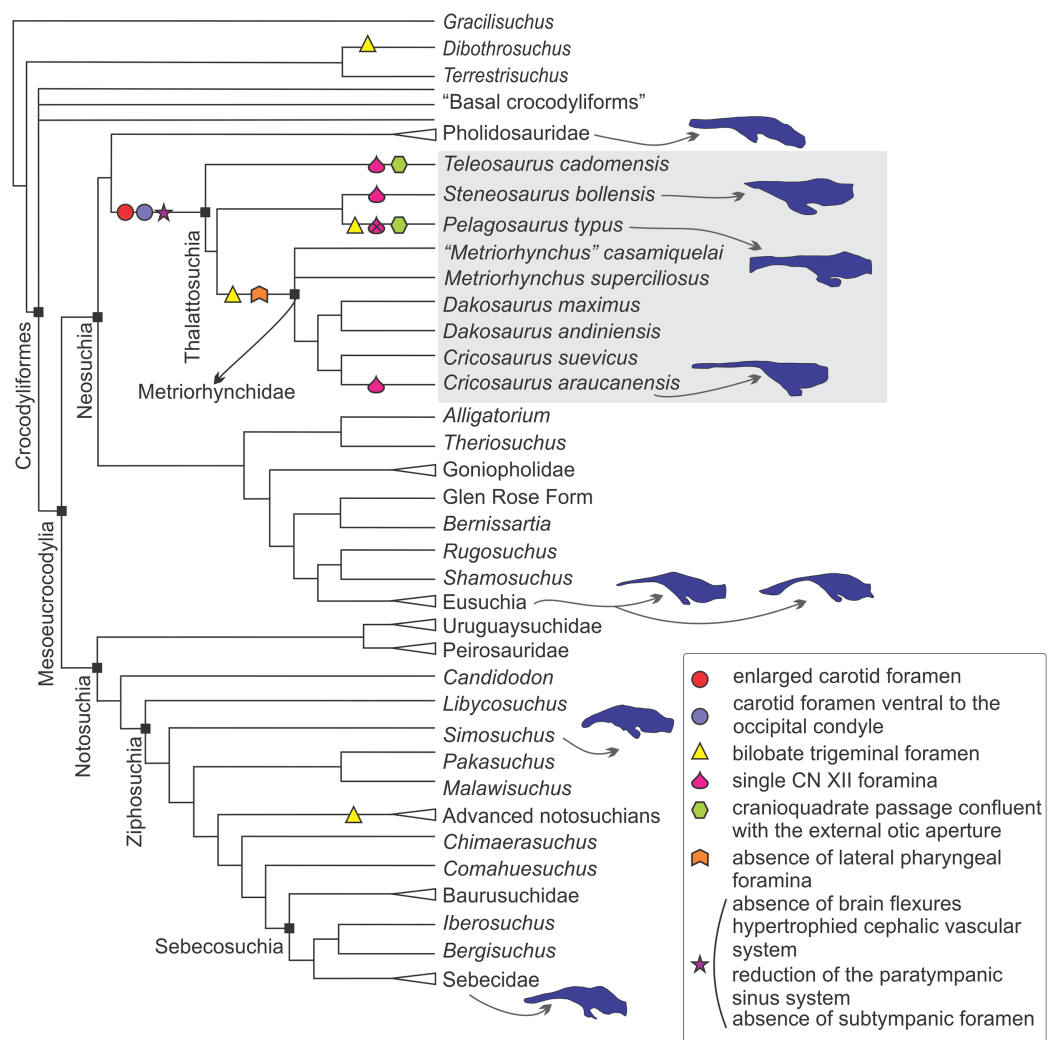 Gracilisuchus
Dibothrosuchus
Terrestrisuchus
“Basal crocodyliforms”
Pholidosauridae
Teleosaurus cadomensis
Steneosaurus bollensis
Pelagosaurus typus
“Metriorhynchus” casamiquelai
Metriorhynchus superciliosus
Dakosaurus maximus
Dakosaurus andiniensis
Cricosaurus suevicus
Cricosaurus araucanensis
Alligatorium
Theriosuchus
Goniopholidae
Glen Rose Form
Bernissartia
Rugosuchus
Shamosuchus
Eusuchia
Uruguaysuchidae
Peirosauridae
Candidodon
Libycosuchus
Simosuchus
Pakasuchus
Malawisuchus
Advanced notosuchians
Chimaerasuchus
Comahuesuchus
Baurusuchidae
Iberosuchus
Bergisuchus
Sebecidae
Crocodyliformes
Mesoeucrocodylia
Neosuchia
Thalattosuchia
Metriorhynchidae
Notosuchia
Ziphosuchia
Sebecosuchia
enlarged carotid foramen
carotid foramen ventral to the
occipital condyle
bilobate trigeminal foramen
single CN XII foramina
cranioquadrate passage confluent
with the external otic aperture
absence of lateral pharyngeal
foramina
absence of brain flexures
hypertrophied cephalic vascular
system
reduction of the paratympanic
sinus system
absence of subtympanic foramen